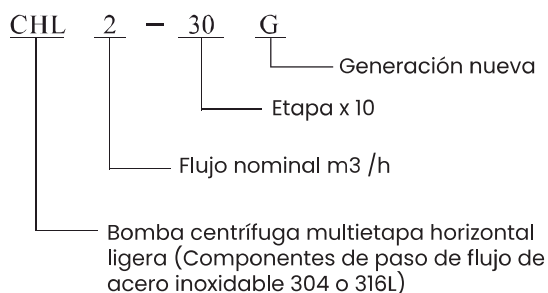 CHL 2 - 30 G
Generación nueva
Etapa x 10
Flujo nominal m3 /h
Bomba centrífuga multietapa horizontal
ligera (Componentes de paso de flujo de
acero inoxidable 304 o 316L)